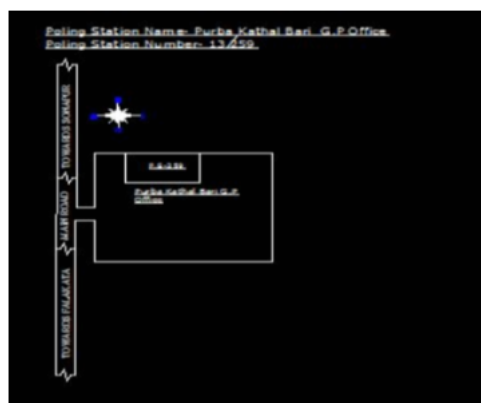 Poling Station Name- Purba Kathal Bari G.P Office
Poling Station Number- 13/259
TOWARDS SONAPUR
P.S-259
Purba Kathal Bari G.P
Office
MAIN ROAD
TOWARDS FALAKATA